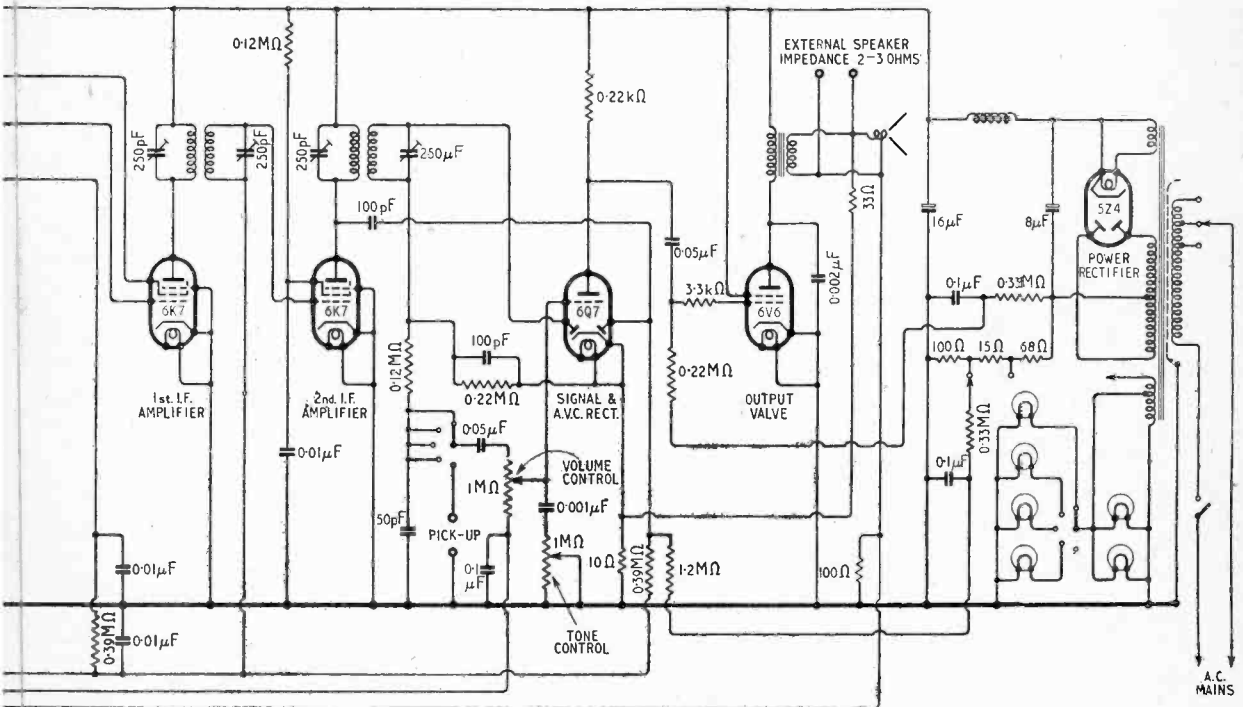 0·12MΩ
EXTERNAL SPEAKER
IMPEDANCE 2–3 OHMS
0·22kΩ
250pF
250pF
250pF
250μF
100pF
33Ω
16μF
8μF
5Z4
POWER
RECTIFIER
0·05μF
0·002μF
3·3kΩ
0·1μF
0·33MΩ
6K7
6K7
6Q7
6V6
100pF
0·12MΩ
0·22MΩ
0·22MΩ
100Ω
15Ω
68Ω
1st. I.F.
AMPLIFIER
2nd. I.F.
AMPLIFIER
SIGNAL &
A.V.C. RECT.
OUTPUT
VALVE
0·33MΩ
0·01μF
0·05μF
VOLUME
CONTROL
1MΩ
0·1μF
0·001μF
50pF
PICK-UP
1MΩ
0·01μF
0·1
μF
10Ω
0·39MΩ
1·2MΩ
100Ω
0·39MΩ
0·01μF
TONE
CONTROL
A.C.
MAINS